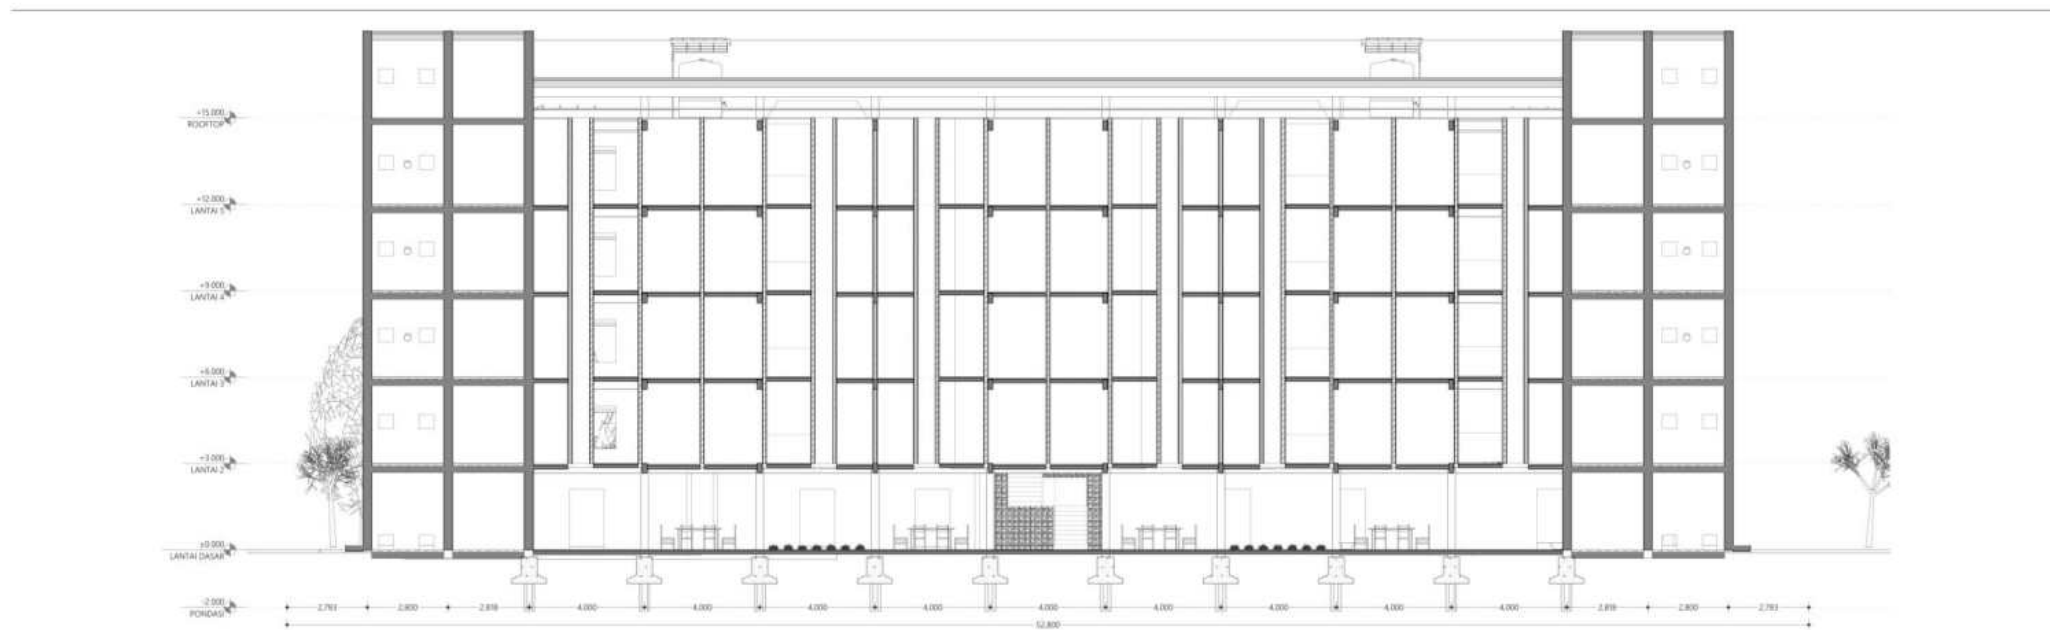 +15.000
ROOFTOP
+12.000
LANTAI 5
+9.000
LANTAI 4
+6.000
LANTAI 3
+3.000
LANTAI 2
±0.000
LANTAI DASAR
-2.000
PONDASI
2,793 2,800 2,818 4,000 4,000 4,000 4,000 4,000 4,000 4,000 4,000 4,000 2,818 2,800 2,793
52,800